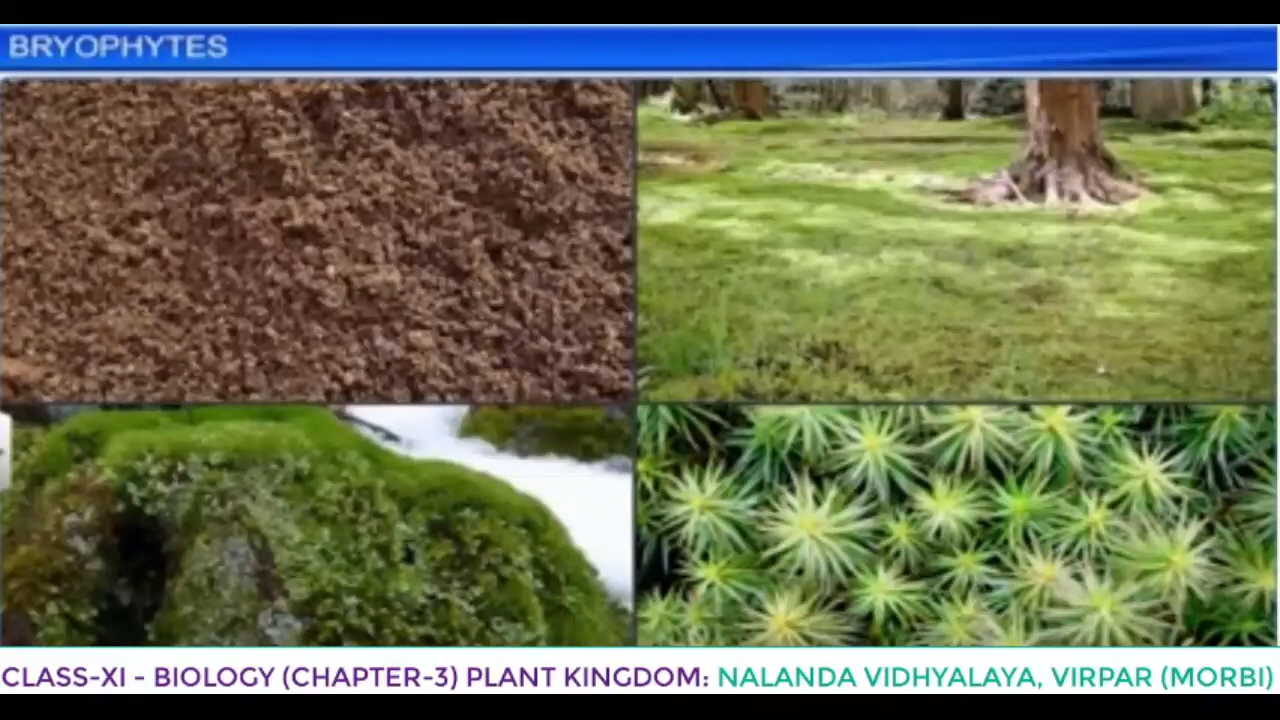 BRYOPHYTES
CLASS-XI - BIOLOGY (CHAPTER-3) PLANT KINGDOM: NALANDA VIDHYALAYA, VIRPAR (MORBI)